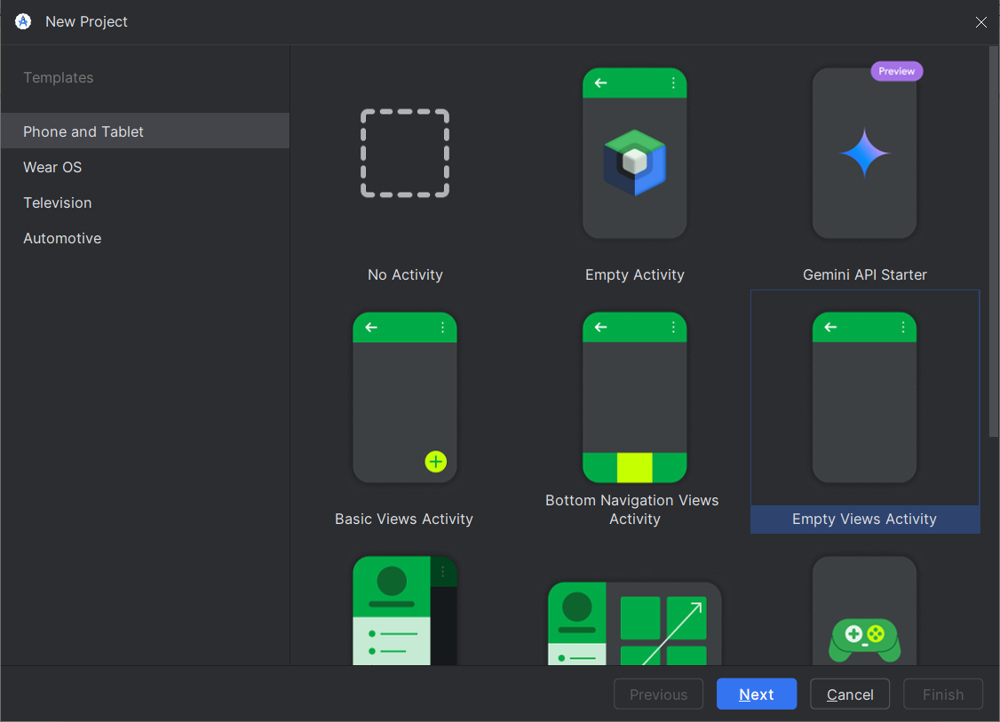 New Project
Templates
Phone and Tablet
Wear OS
Television
Automotive
Preview
No Activity
Empty Activity
Gemini API Starter
Basic Views Activity
Bottom Navigation Views
Activity
Empty Views Activity
Previous
Next
Cancel
Finish